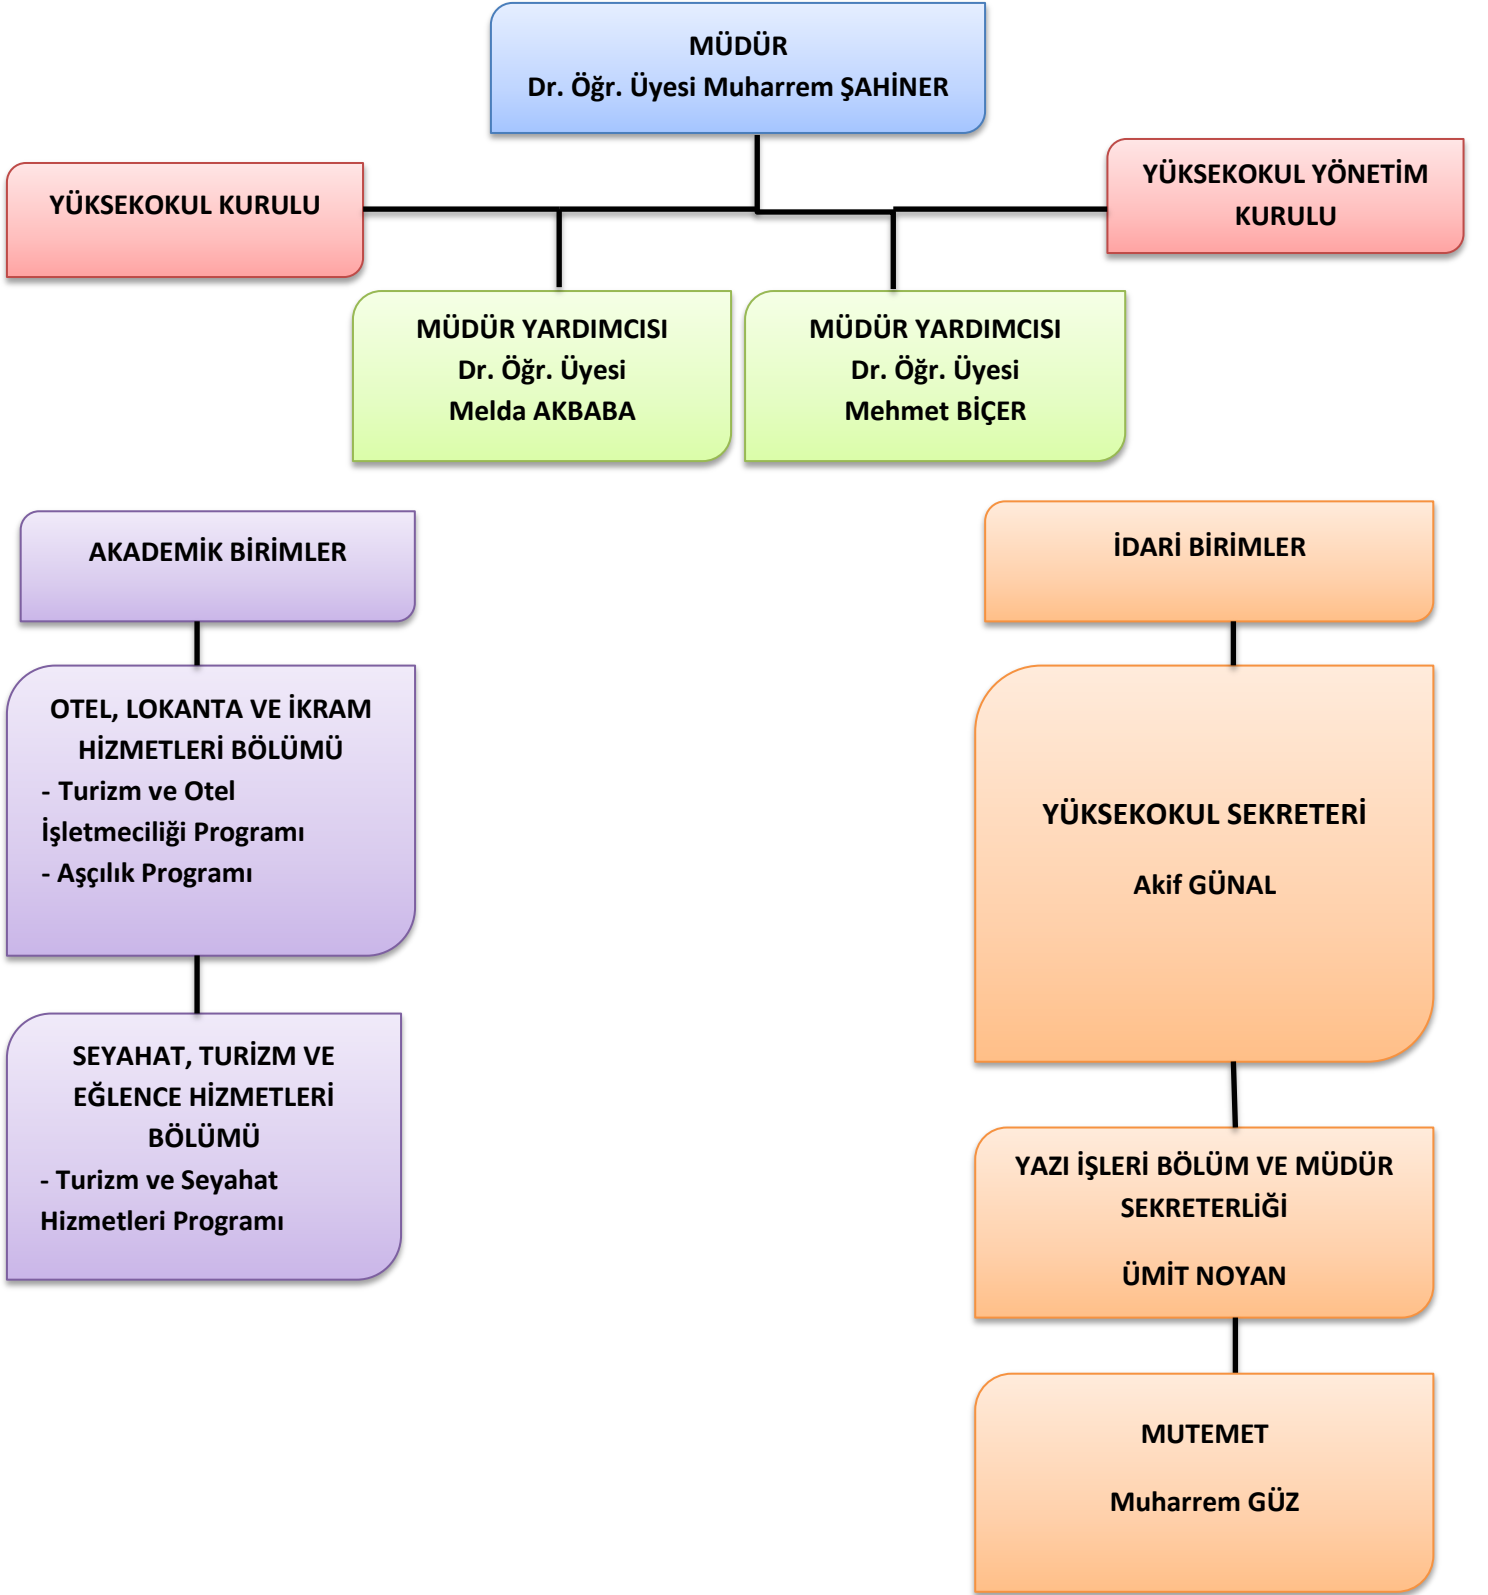 MÜDÜR
Dr. Öğr. Üyesi Muharrem ŞAHİNER
YÜKSEKOKUL KURULU
YÜKSEKOKUL YÖNETİM
KURULU
MÜDÜR YARDIMCISI
Dr. Öğr. Üyesi
Melda AKBABA
MÜDÜR YARDIMCISI
Dr. Öğr. Üyesi
Mehmet BİÇER
AKADEMİK BİRİMLER
OTEL, LOKANTA VE İKRAM
HİZMETLERİ BÖLÜMÜ
- Turizm ve Otel
İşletmeciliği Programı
- Aşçılık Programı
SEYAHAT, TURİZM VE
EĞLENCE HİZMETLERİ
BÖLÜMÜ
- Turizm ve Seyahat
Hizmetleri Programı
İDARİ BİRİMLER
YÜKSEKOKUL SEKRETERİ
Akif GÜNAL
YAZI İŞLERİ BÖLÜM VE MÜDÜR
SEKRETERLİĞİ
ÜMİT NOYAN
MUTEMET
Muharrem GÜZ